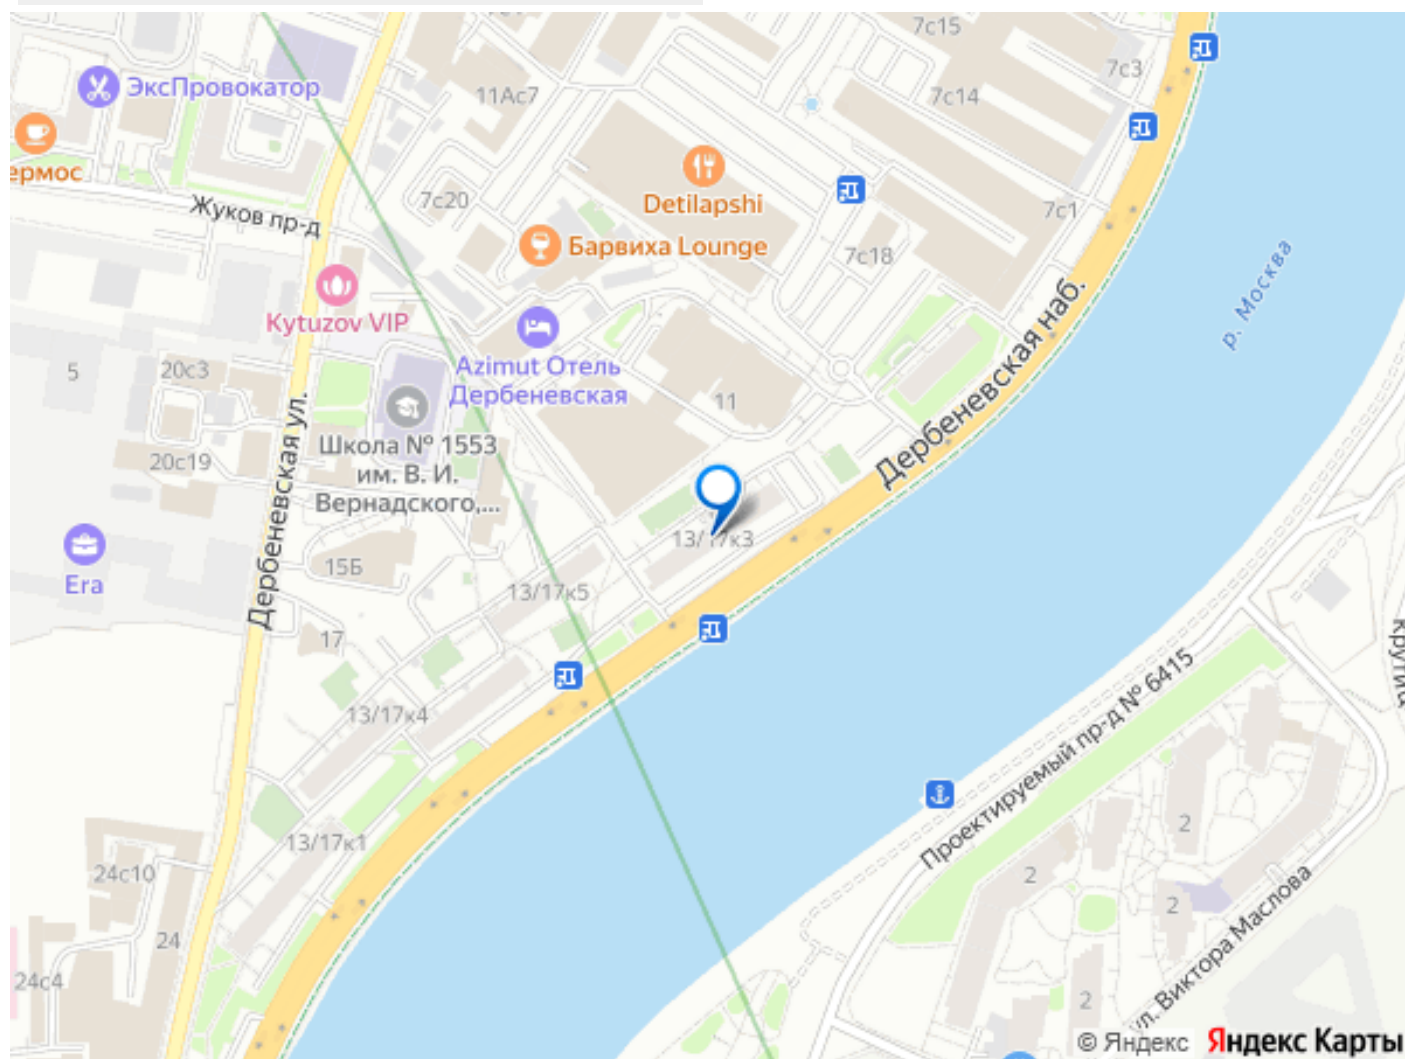 7с15
7с3
ЭксПровокатор
11Ас7
7с14
ермос
Detilapshi
7с20
Жуков пр-д
7с1
Барвиха Lounge
7с18
р. Москва
Kytuzov VIP
Дербеневская наб.
Azimut Отель
Дербеневская
5
20с3
11
Школа № 1553
им. В. И.
Вернадского,...
20с19
Дербеневская ул.
13/17к3
Era
15Б
13/17к5
17
Крутиц
Проектируемый пр-д № 6415
13/17к4
2
13/17к1
24с10
2
2
ул. Виктора Маслова
24
24с4
2
© Яндекс Яндекс Карты